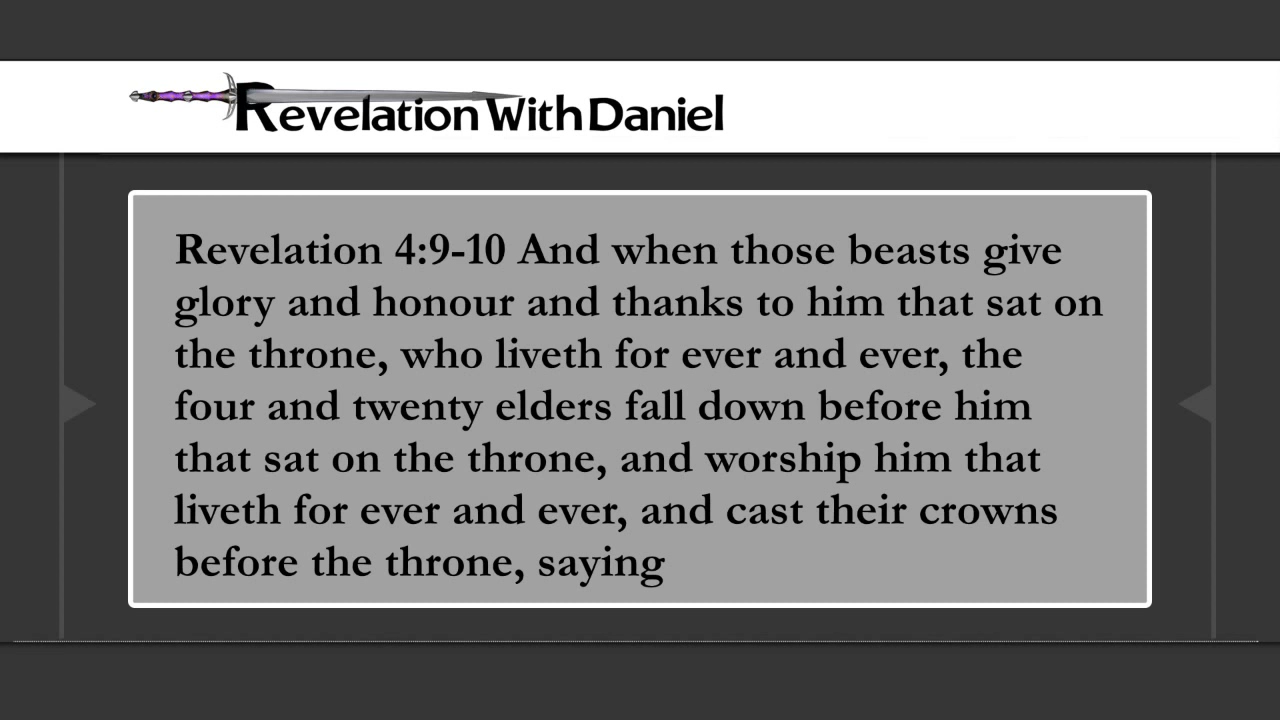 Revelation With Daniel
Revelation 4:9-10 And when those beasts give
glory and honour and thanks to him that sat on
the throne, who liveth for ever and ever, the
four and twenty elders fall down before him
that sat on the throne, and worship him that
liveth for ever and ever, and cast their crowns
before the throne, saying